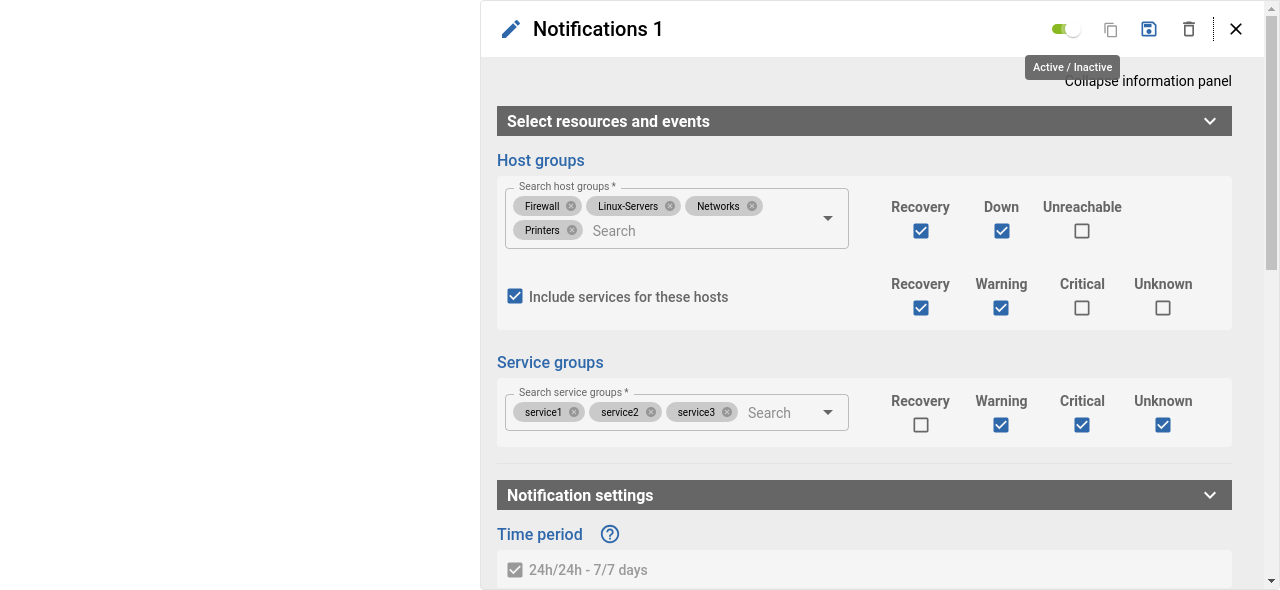 Notifications 1
Active / Inactive
Collapse information panel
Select resources and events
Host groups
Search host groups *
Firewall Linux-Servers Networks
Printers Search
Recovery Down Unreachable
Include services for these hosts
Recovery Warning Critical Unknown
Service groups
Search service groups *
service1 service2 service3 Search
Recovery Warning Critical Unknown
Notification settings
Time period ?
24h/24h - 7/7 days